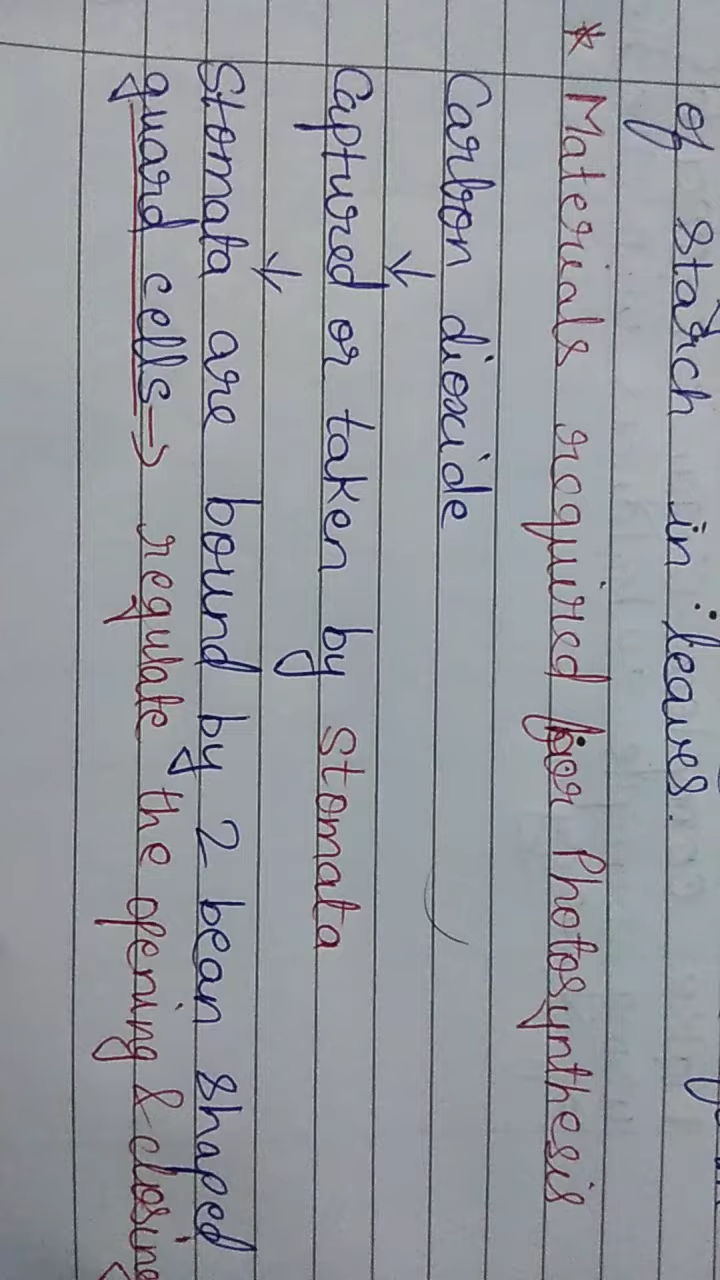 of starch in leaves.
* Materials required for Photosynthesis
Carbon dioxide
↓
Captured or taken by Stomata
↓
Stomata are bound by 2 bean shaped
guard cells → regulate the opening & closing